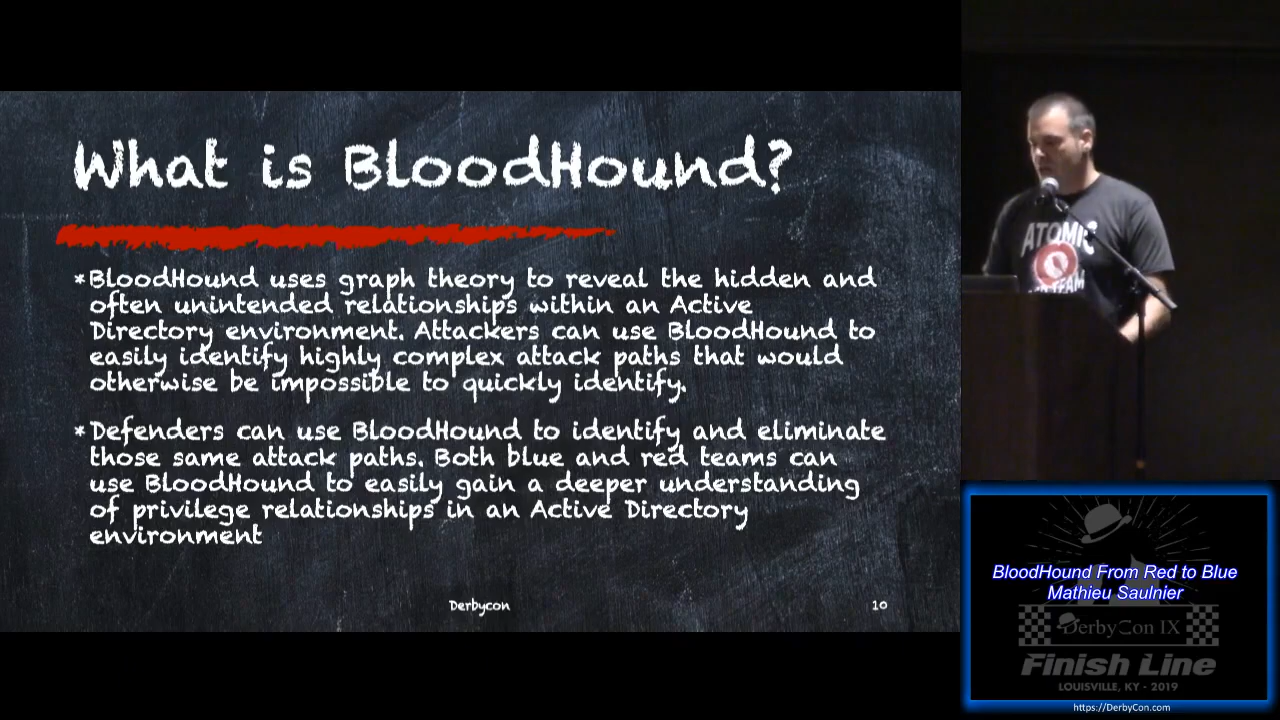 What is BloodHound?
*BloodHound uses graph theory to reveal the hidden and
often unintended relationships within an Active
Directory environment. Attackers can use BloodHound to
easily identify highly complex attack paths that would
otherwise be impossible to quickly identify.
*Defenders can use BloodHound to identify and eliminate
those same attack paths. Both blue and red teams can
use BloodHound to easily gain a deeper understanding
of privilege relationships in an Active Directory
environment
Derbycon
10
ATOMIC
TEAM
BloodHound From Red to Blue
Mathieu Saulnier
DerbyCon IX
Finish Line
LOUISVILLE, KY - 2019
https://DerbyCon.com